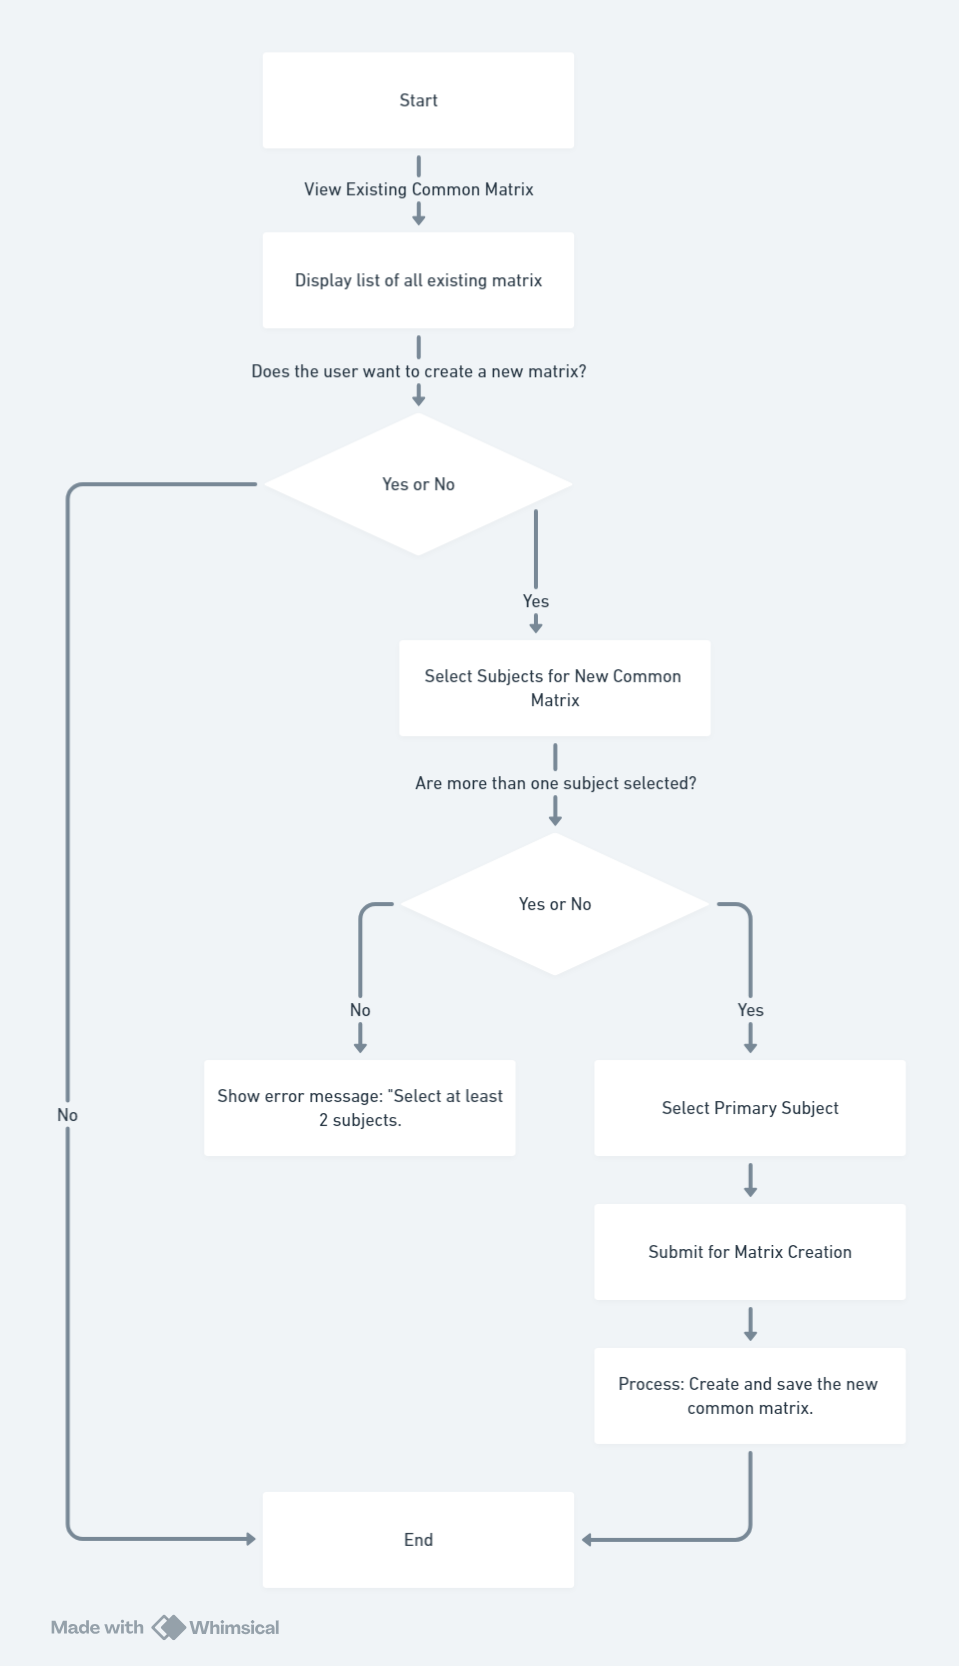 Start
View Existing Common Matrix
Display list of all existing matrix
Does the user want to create a new matrix?
Yes or No
Yes
Select Subjects for New Common
Matrix
Are more than one subject selected?
Yes or No
No
Yes
Show error message: "Select at least
2 subjects.
Select Primary Subject
No
Submit for Matrix Creation
Process: Create and save the new
common matrix.
End
Made with Whimsical